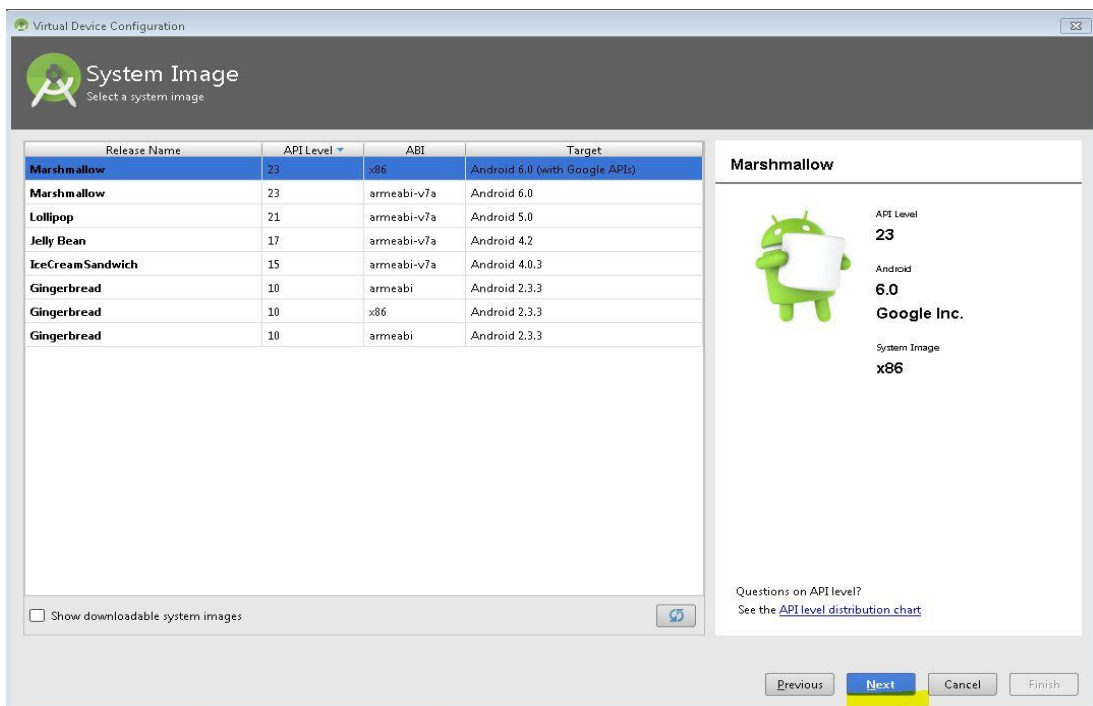 Virtual Device Configuration
System Image
Select a system image
Release Name API Level ABI Target
Marshmallow 23 x86 Android 6.0 (with Google APIs)
Marshmallow 23 armeabi-v7a Android 6.0
Lollipop 21 armeabi-v7a Android 5.0
Jelly Bean 17 armeabi-v7a Android 4.2
IceCreamSandwich 15 armeabi-v7a Android 4.0.3
Gingerbread 10 armeabi Android 2.3.3
Gingerbread 10 x86 Android 2.3.3
Gingerbread 10 armeabi Android 2.3.3
Show downloadable system images
Marshmallow
API Level
23
Android
6.0
Google Inc.
System Image
x86
Questions on API level?
See the API level distribution chart
Previous Next Cancel Finish